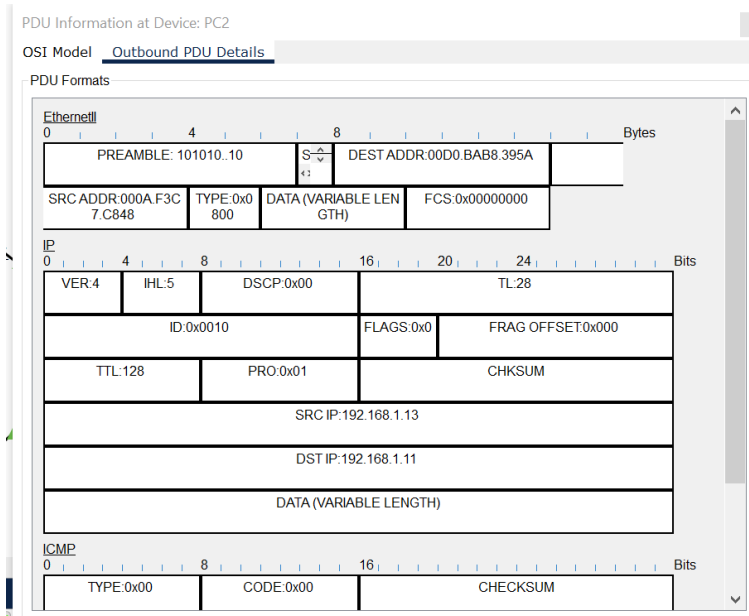 PDU Information at Device: PC2
OSI Model Outbound PDU Details
PDU Formats
EthernetII
0 4 8 Bytes
PREAMBLE: 101010..10 S DEST ADDR:00D0.BAB8.395A
SRC ADDR:000A.F3C TYPE:0x0 DATA (VARIABLE LEN FCS:0x00000000
7.C848 800 GTH)
IP
0 4 8 16 20 24 Bits
VER:4 IHL:5 DSCP:0x00 TL:28
ID:0x0010 FLAGS:0x0 FRAG OFFSET:0x000
TTL:128 PRO:0x01 CHKSUM
SRC IP:192.168.1.13
DST IP:192.168.1.11
DATA (VARIABLE LENGTH)
ICMP
0 8 16 Bits
TYPE:0x00 CODE:0x00 CHECKSUM